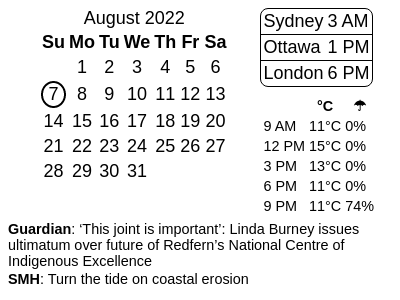 August 2022
Su Mo Tu We Th Fr Sa
1 2 3 4 5 6
7 8 9 10 11 12 13
14 15 16 17 18 19 20
21 22 23 24 25 26 27
28 29 30 31
Sydney 3 AM
Ottawa 1 PM
London 6 PM
°C ☂
9 AM 11°C 0%
12 PM 15°C 0%
3 PM 13°C 0%
6 PM 11°C 0%
9 PM 11°C 74%
Guardian: ‘This joint is important’: Linda Burney issues
ultimatum over future of Redfern’s National Centre of
Indigenous Excellence
SMH: Turn the tide on coastal erosion